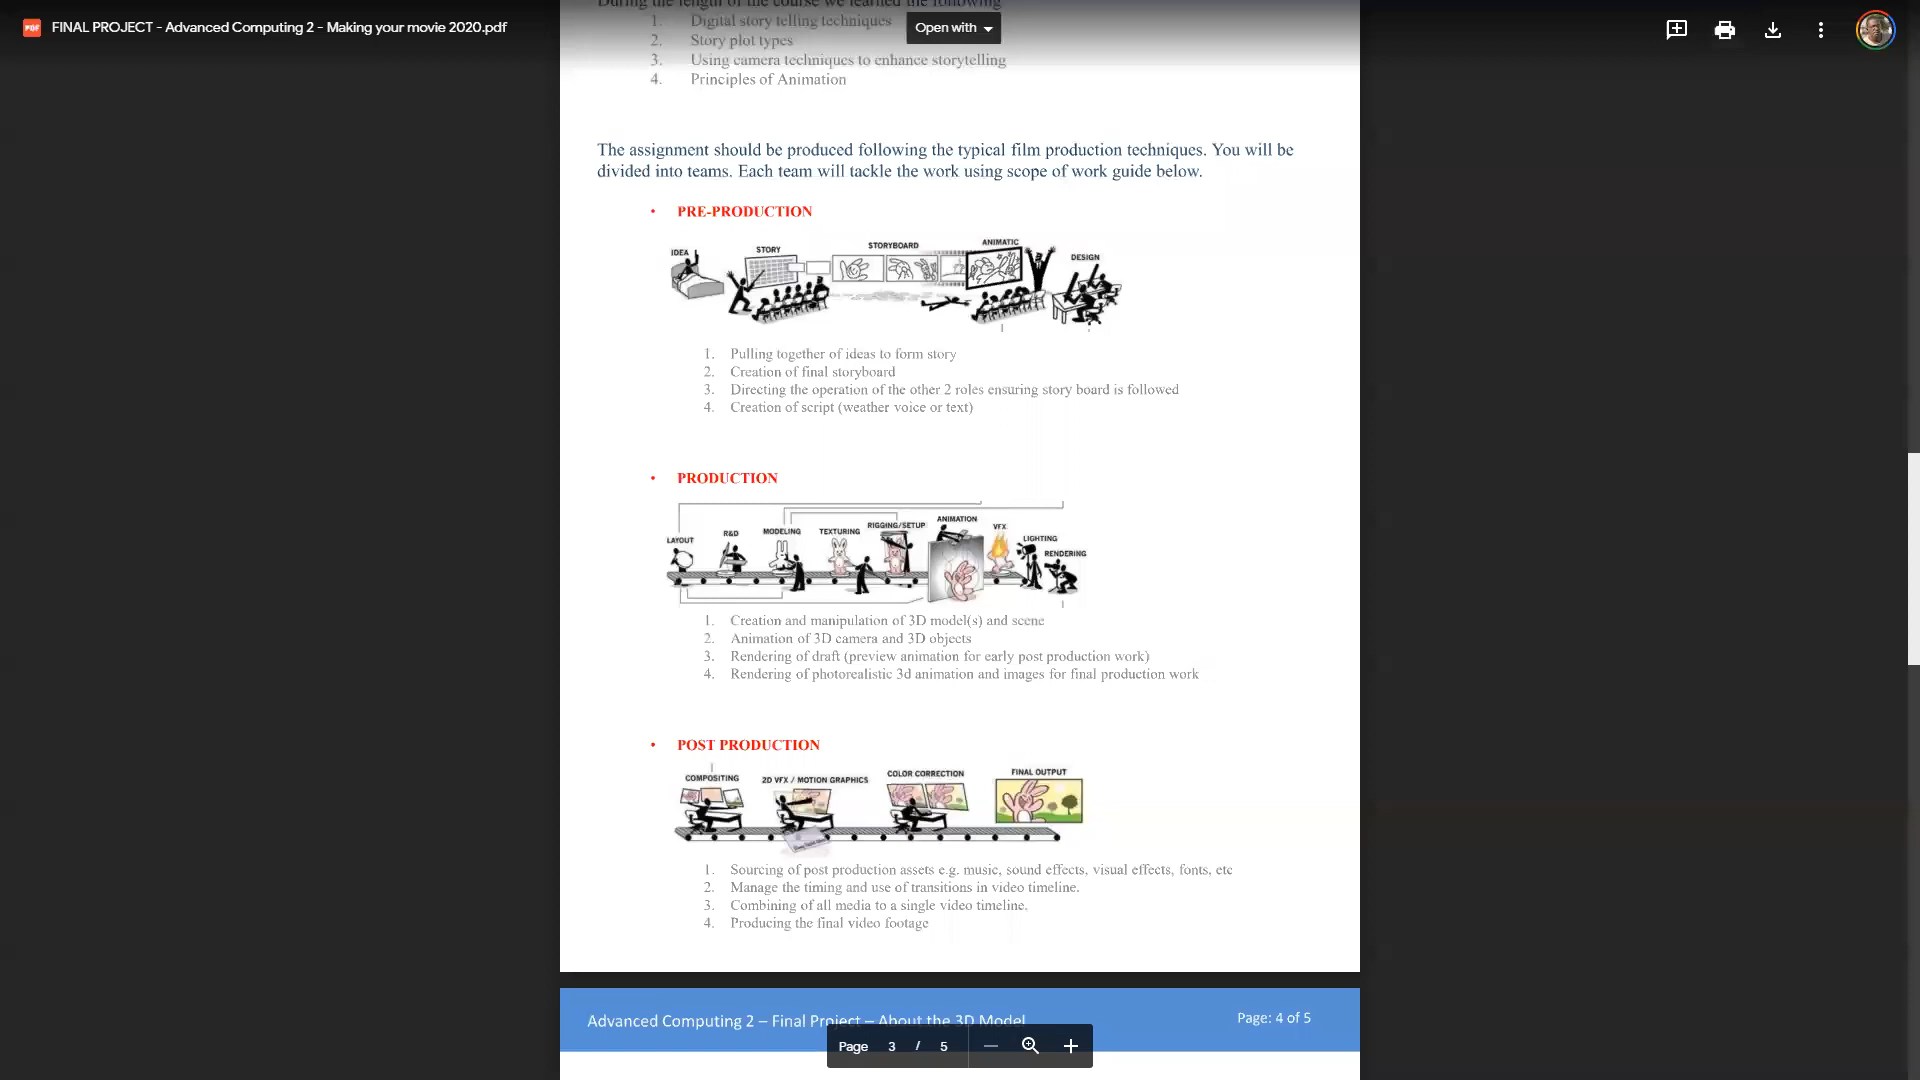 FINAL PROJECT - Advanced Computing 2 - Making your movie 2020.pdf
Open with
During the length of the course we learned the following
1. Digital story telling techniques
2. Story plot types
3. Using camera techniques to enhance storytelling
4. Principles of Animation
The assignment should be produced following the typical film production techniques. You will be
divided into teams. Each team will tackle the work using scope of work guide below.
• PRE-PRODUCTION
IDEA STORY STORYBOARD ANIMATIC DESIGN
1. Pulling together of ideas to form story
2. Creation of final storyboard
3. Directing the operation of the other 2 roles ensuring story board is followed
4. Creation of script (weather voice or text)
• PRODUCTION
LAYOUT R&D MODELING TEXTURING RIGGING/SETUP ANIMATION VFX LIGHTING RENDERING
1. Creation and manipulation of 3D model(s) and scene
2. Animation of 3D camera and 3D objects
3. Rendering of draft (preview animation for early post production work)
4. Rendering of photorealistic 3d animation and images for final production work
• POST PRODUCTION
COMPOSITING 2D VFX / MOTION GRAPHICS COLOR CORRECTION FINAL OUTPUT
1. Sourcing of post production assets e.g. music, sound effects, visual effects, fonts, etc
2. Manage the timing and use of transitions in video timeline.
3. Combining of all media to a single video timeline.
4. Producing the final video footage
Advanced Computing 2 – Final Project – About the 3D Model
Page: 4 of 5
Page 3 / 5